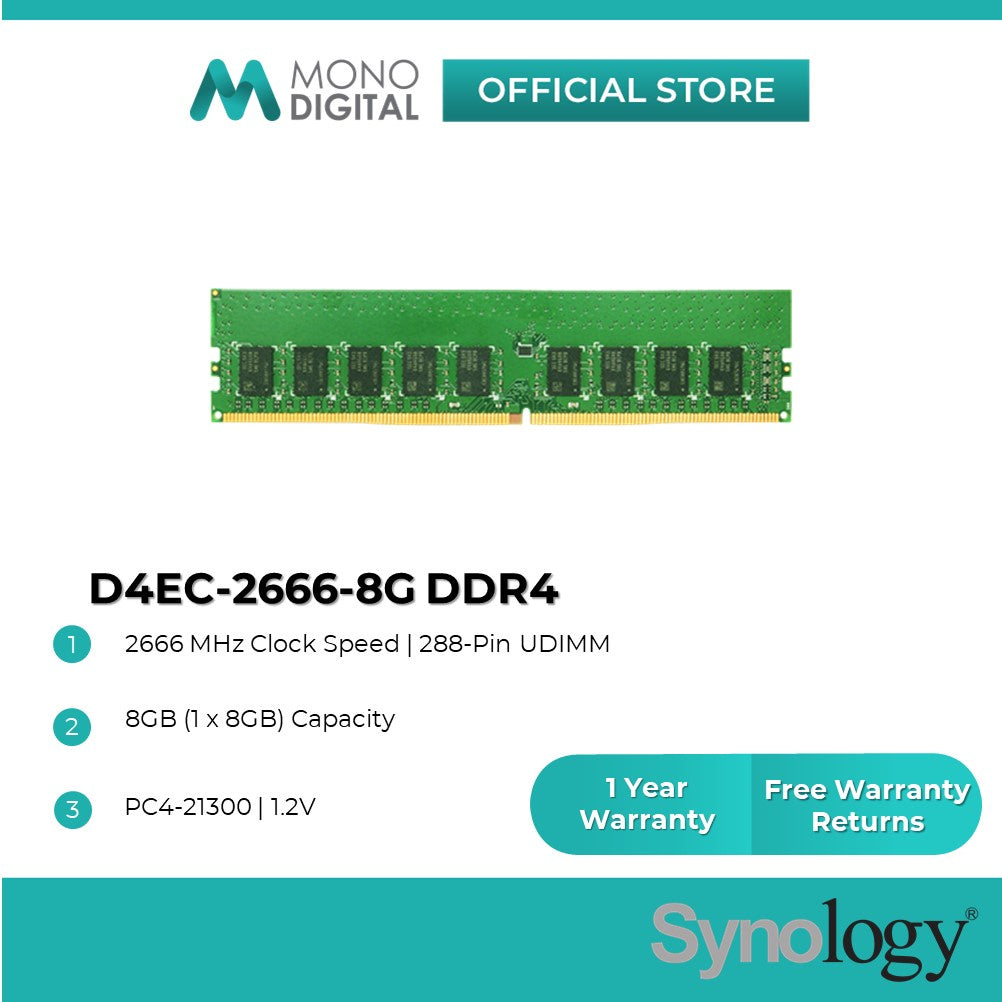 MONO
DIGITAL
OFFICIAL STORE
D4EC-2666-8G DDR4
1
2666 MHz Clock Speed | 288-Pin UDIMM
2
8GB (1 x 8GB) Capacity
3
PC4-21300 | 1.2V
1 Year
Warranty
Free Warranty
Returns
Synology®